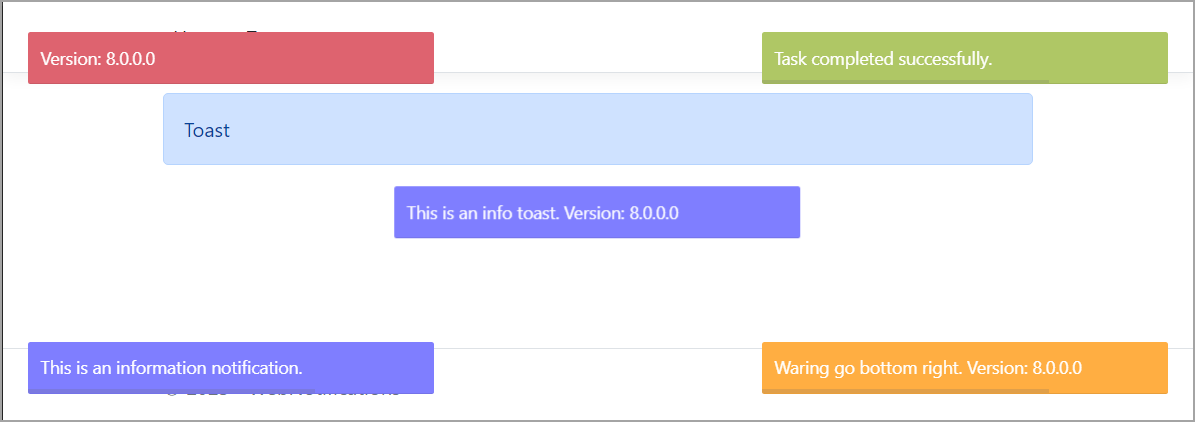 Version: 8.0.0.0
Task completed successfully.
Toast
This is an info toast. Version: 8.0.0.0
This is an information notification.
Waring go bottom right. Version: 8.0.0.0